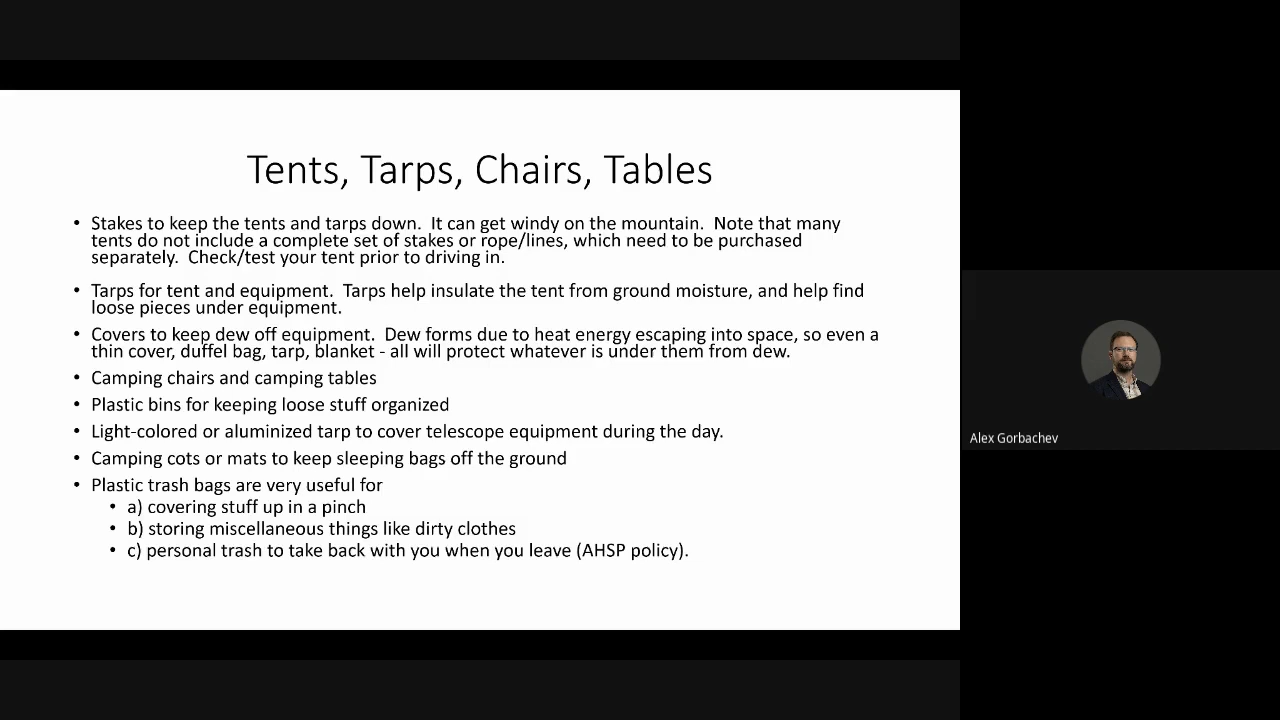 Tents, Tarps, Chairs, Tables
• Stakes to keep the tents and tarps down.  It can get windy on the mountain.  Note that many
tents do not include a complete set of stakes or rope/lines, which need to be purchased
separately.  Check/test your tent prior to driving in.
• Tarps for tent and equipment.  Tarps help insulate the tent from ground moisture, and help find
loose pieces under equipment.
• Covers to keep dew off equipment.  Dew forms due to heat energy escaping into space, so even a
thin cover, duffel bag, tarp, blanket - all will protect whatever is under them from dew.
• Camping chairs and camping tables
• Plastic bins for keeping loose stuff organized
• Light-colored or aluminized tarp to cover telescope equipment during the day.
• Camping cots or mats to keep sleeping bags off the ground
• Plastic trash bags are very useful for
• a) covering stuff up in a pinch
• b) storing miscellaneous things like dirty clothes
• c) personal trash to take back with you when you leave (AHSP policy).
Alex Gorbachev